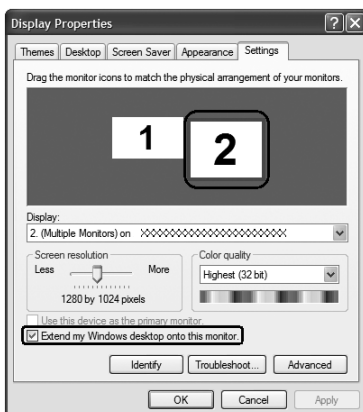 Display Properties
? X
Themes Desktop Screen Saver Appearance Settings
Drag the monitor icons to match the physical arrangement of your monitors.
1 2
Display:
2. (Multiple Monitors) on XXXXXXXXXXXXXXXXXXXXXXX
Screen resolution Color quality
Less More Highest (32 bit)
1280 by 1024 pixels
Use this device as the primary monitor.
Extend my Windows desktop onto this monitor.
Identify Troubleshoot... Advanced
OK Cancel Apply